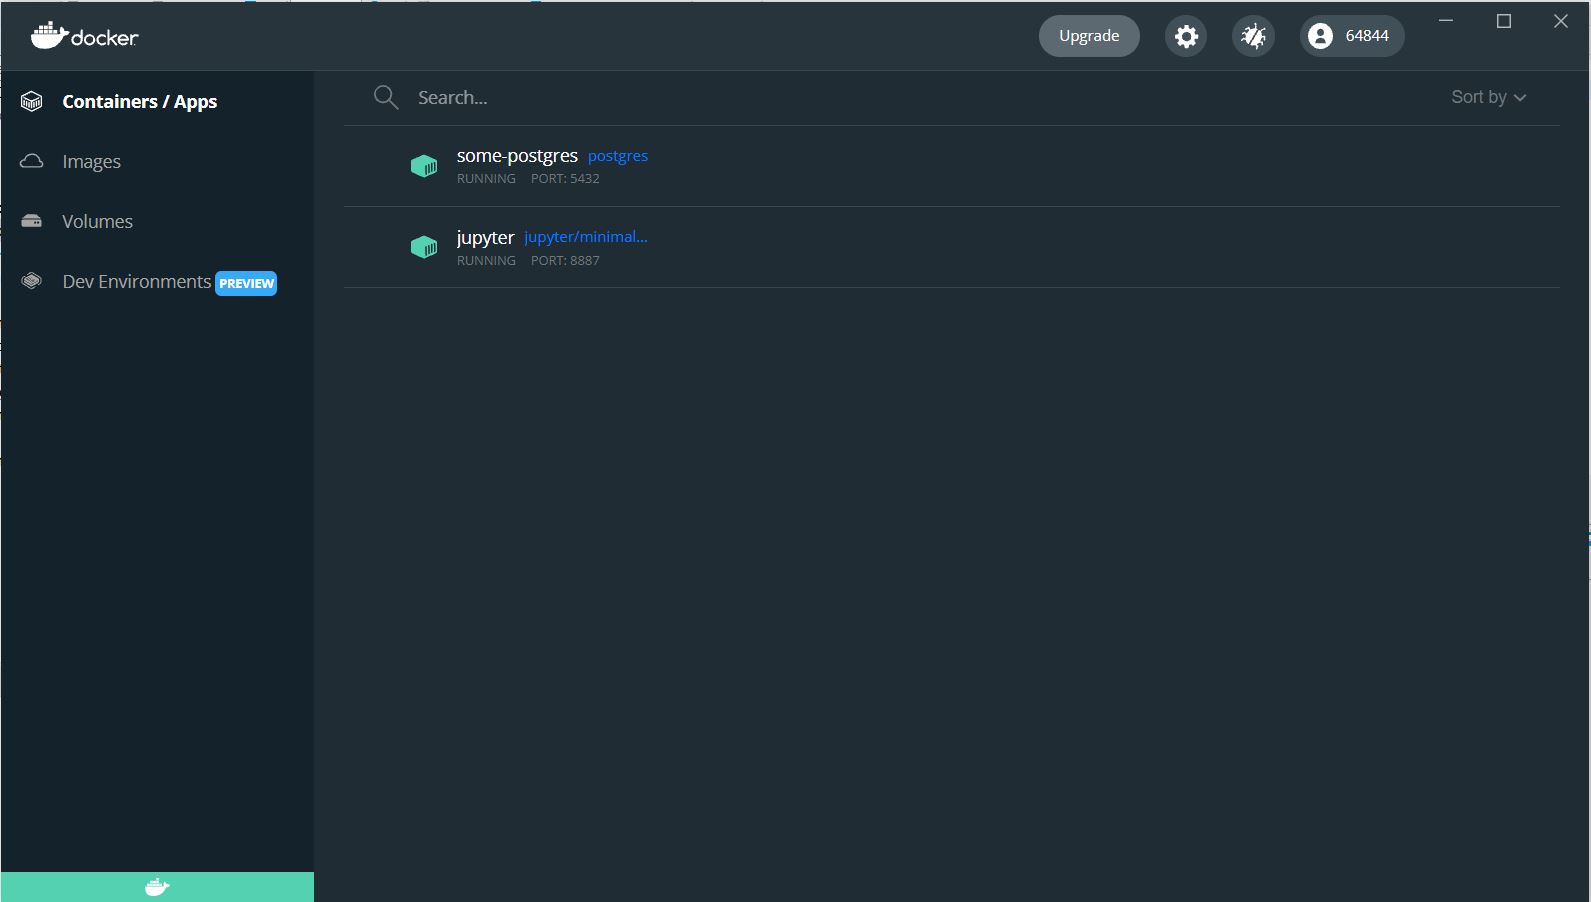 docker
Upgrade
64844
Containers / Apps
Images
Volumes
Dev Environments PREVIEW
Search...
Sort by
some-postgres postgres
RUNNING PORT: 5432
jupyter jupyter/minimal...
RUNNING PORT: 8887